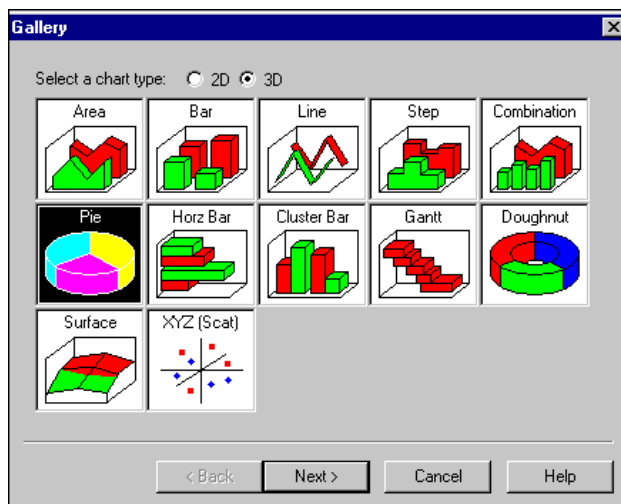 Gallery
Select a chart type: 2D 3D
Area Bar Line Step Combination
Pie Horz Bar Cluster Bar Gantt Doughnut
Surface XYZ (Scat)
< Back Next > Cancel Help